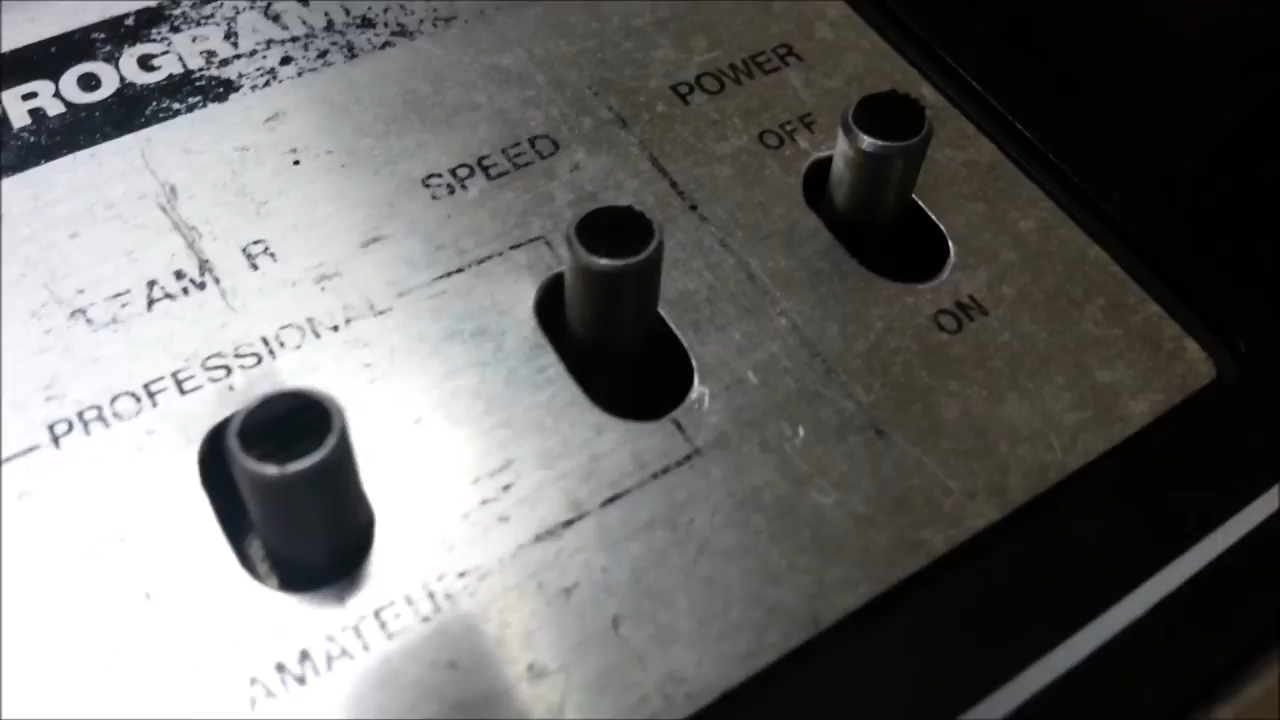 ROGRAM
POWER
OFF
SPEED
ON
TEAM R
PROFESSIONAL
AMATEUR